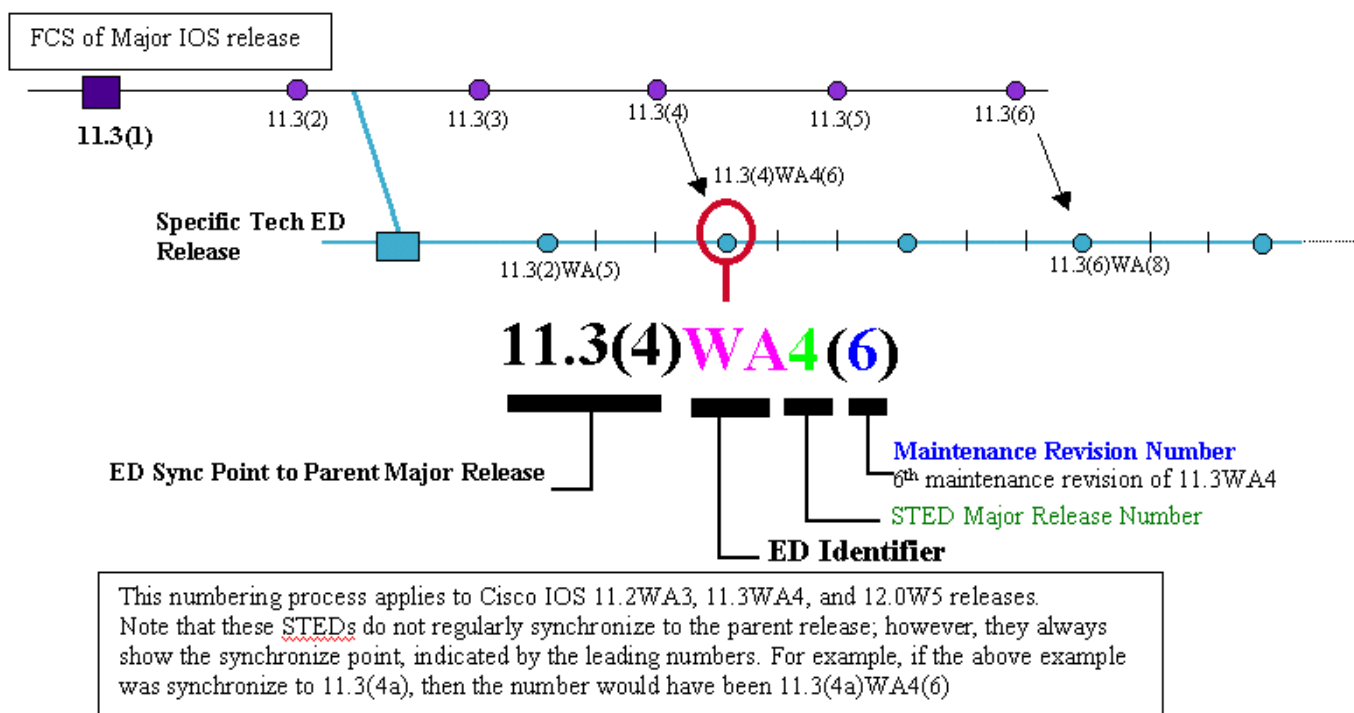 FCS of Major IOS release
11.3(1)
11.3(2)
11.3(3)
11.3(4)
11.3(5)
11.3(6)
11.3(4)WA4(6)
Specific Tech ED
Release
11.3(2)WA(5)
11.3(6)WA(8)
11.3(4)WA4(6)
ED Sync Point to Parent Major Release
Maintenance Revision Number
6th maintenance revision of 11.3WA4
STED Major Release Number
ED Identifier
This numbering process applies to Cisco IOS 11.2WA3, 11.3WA4, and 12.0W5 releases.
Note that these STEDs do not regularly synchronize to the parent release; however, they always
show the synchronize point, indicated by the leading numbers. For example, if the above example
was synchronize to 11.3(4a), then the number would have been 11.3(4a)WA4(6)